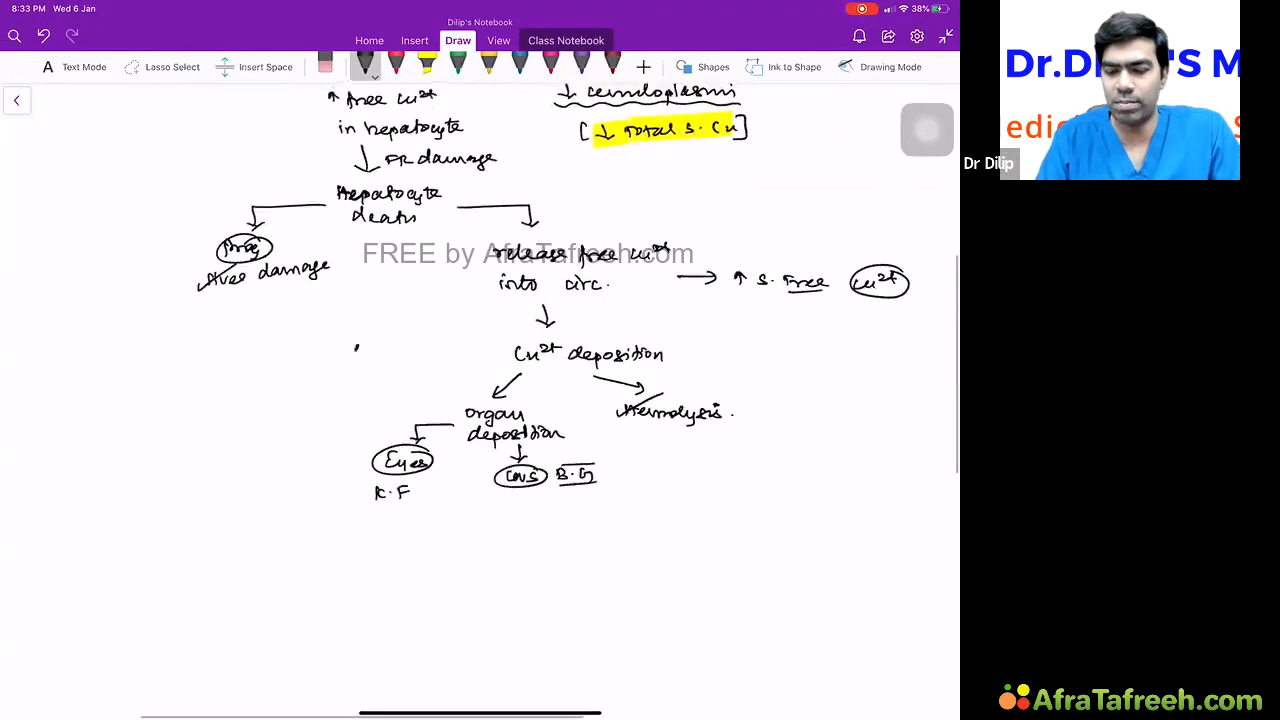 8:33 PM Wed 6 Jan
38%
Dilip's Notebook
Home Insert Draw View Class Notebook
Text Mode Lasso Select Insert Space Shapes Ink to Shape Drawing Mode
↑ free Cu2+
in hepatocyte
↓ FR damage
Hepatocyte
death
damage
↓ ceruloplasmin
[↓ Total S. Cu]
release free Cu2+
into circ.
→ ↑ S. Free Cu2+
Cu2+ deposition
organ
deposition
Hemolysis.
Eyes
K.F
CNS B.G
FREE by AfraTafreeh.com
Dr.D 'S M
edi
Dr Dilip
AfraTafreeh.com